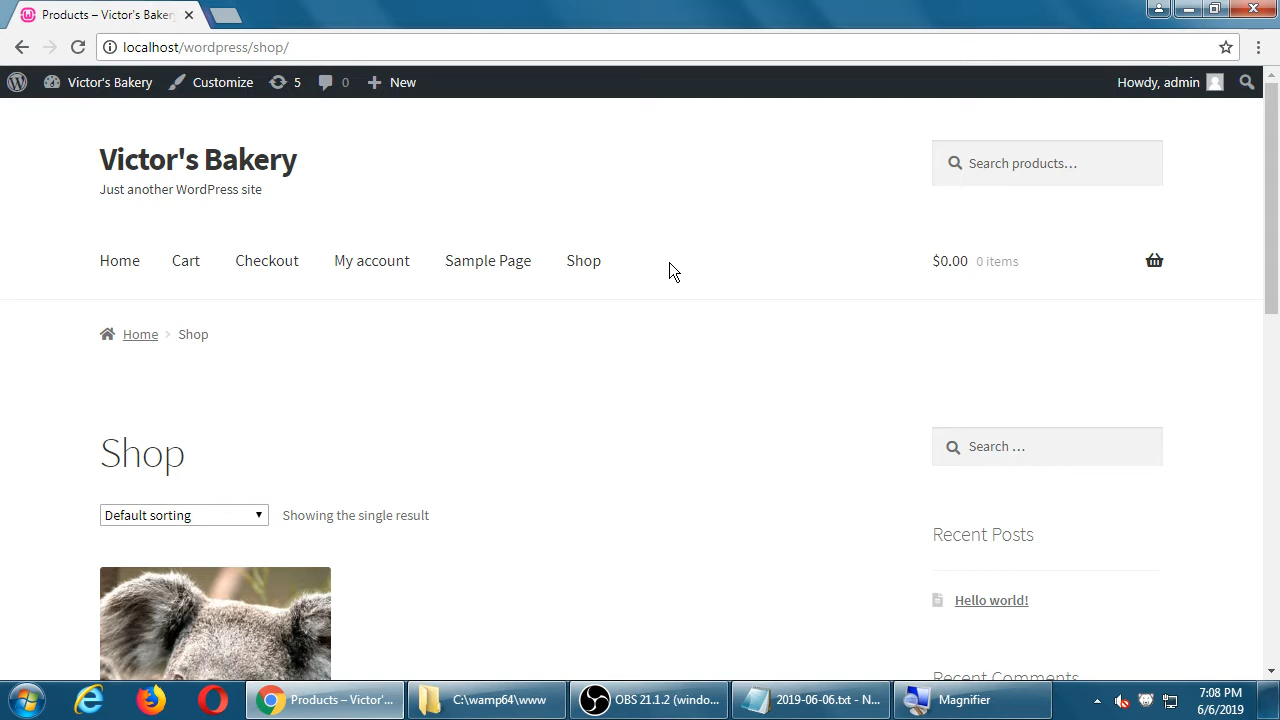 Products – Victor's Baker
localhost/wordpress/shop/
Victor's Bakery Customize 5 0 New Howdy, admin
Victor's Bakery
Just another WordPress site
Search products…
Home Cart Checkout My account Sample Page Shop $0.00 0 items
Home Shop
Shop
Search …
Default sorting Showing the single result
Recent Posts
Hello world!
Recent Comments
Products – Victor'... C:\wamp64\www OBS 21.1.2 (windo... 2019-06-06.txt - N... Magnifier 7:08 PM
6/6/2019